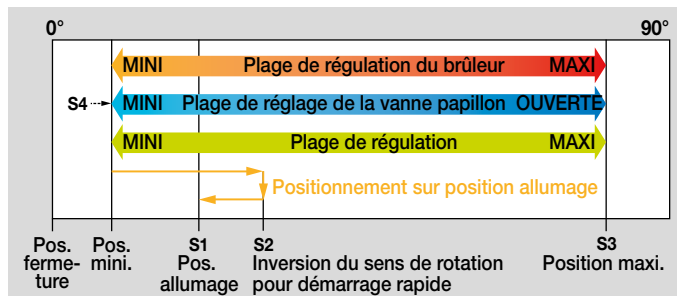 0° 90°
MINI Plage de régulation du brûleur MAXI
S4 MINI Plage de réglage de la vanne papillon OUVERTE
MINI Plage de régulation MAXI
Positionnement sur position allumage
Pos.
ferme-
ture
Pos.
mini.
S1
Pos.
allumage
S2
Inversion du sens de rotation
pour démarrage rapide
S3
Position maxi.